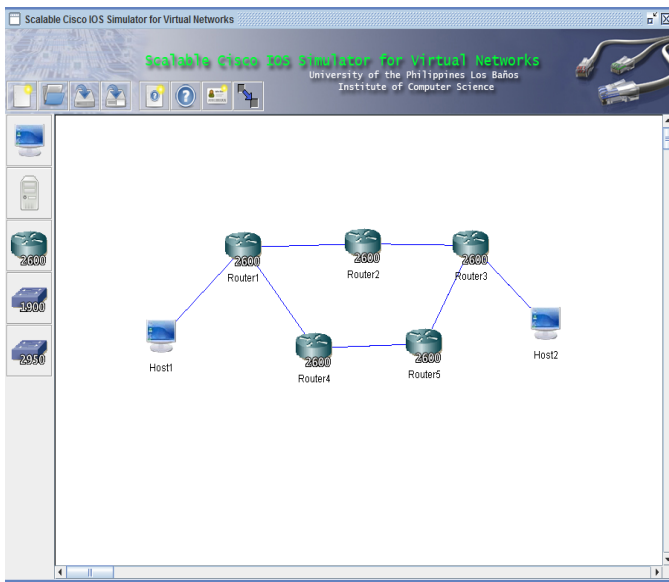 Scalable Cisco IOS Simulator for Virtual Networks
Scalable Cisco IOS Simulator for Virtual Networks
University of the Philippines Los Baños
Institute of Computer Science
2600
1900
2950
2600
Router1
2600
Router2
2600
Router3
Host1
2600
Router4
2600
Router5
Host2